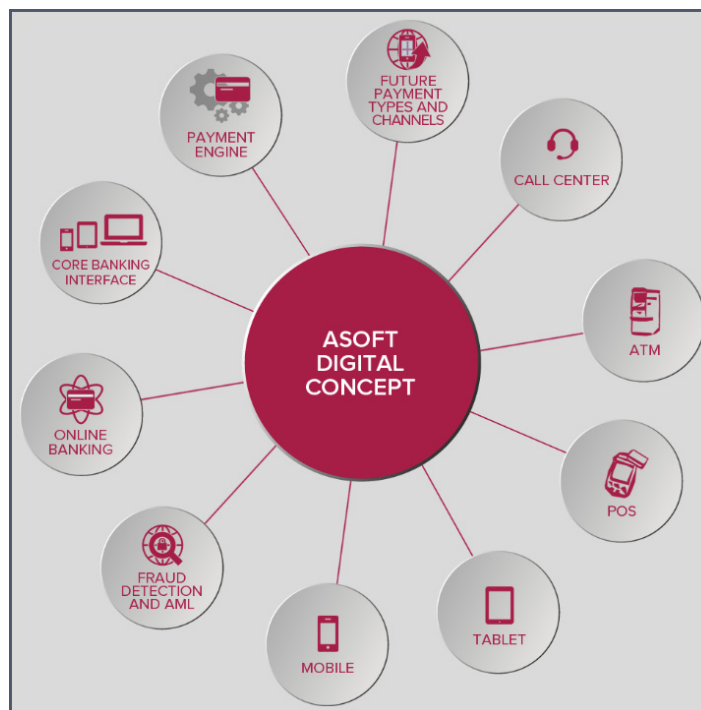 FUTURE
PAYMENT
TYPES AND
CHANNELS
PAYMENT
ENGINE
CALL CENTER
CORE BANKING
INTERFACE
ASOFT
DIGITAL
CONCEPT
ATM
ONLINE
BANKING
POS
FRAUD
DETECTION
AND AML
TABLET
MOBILE